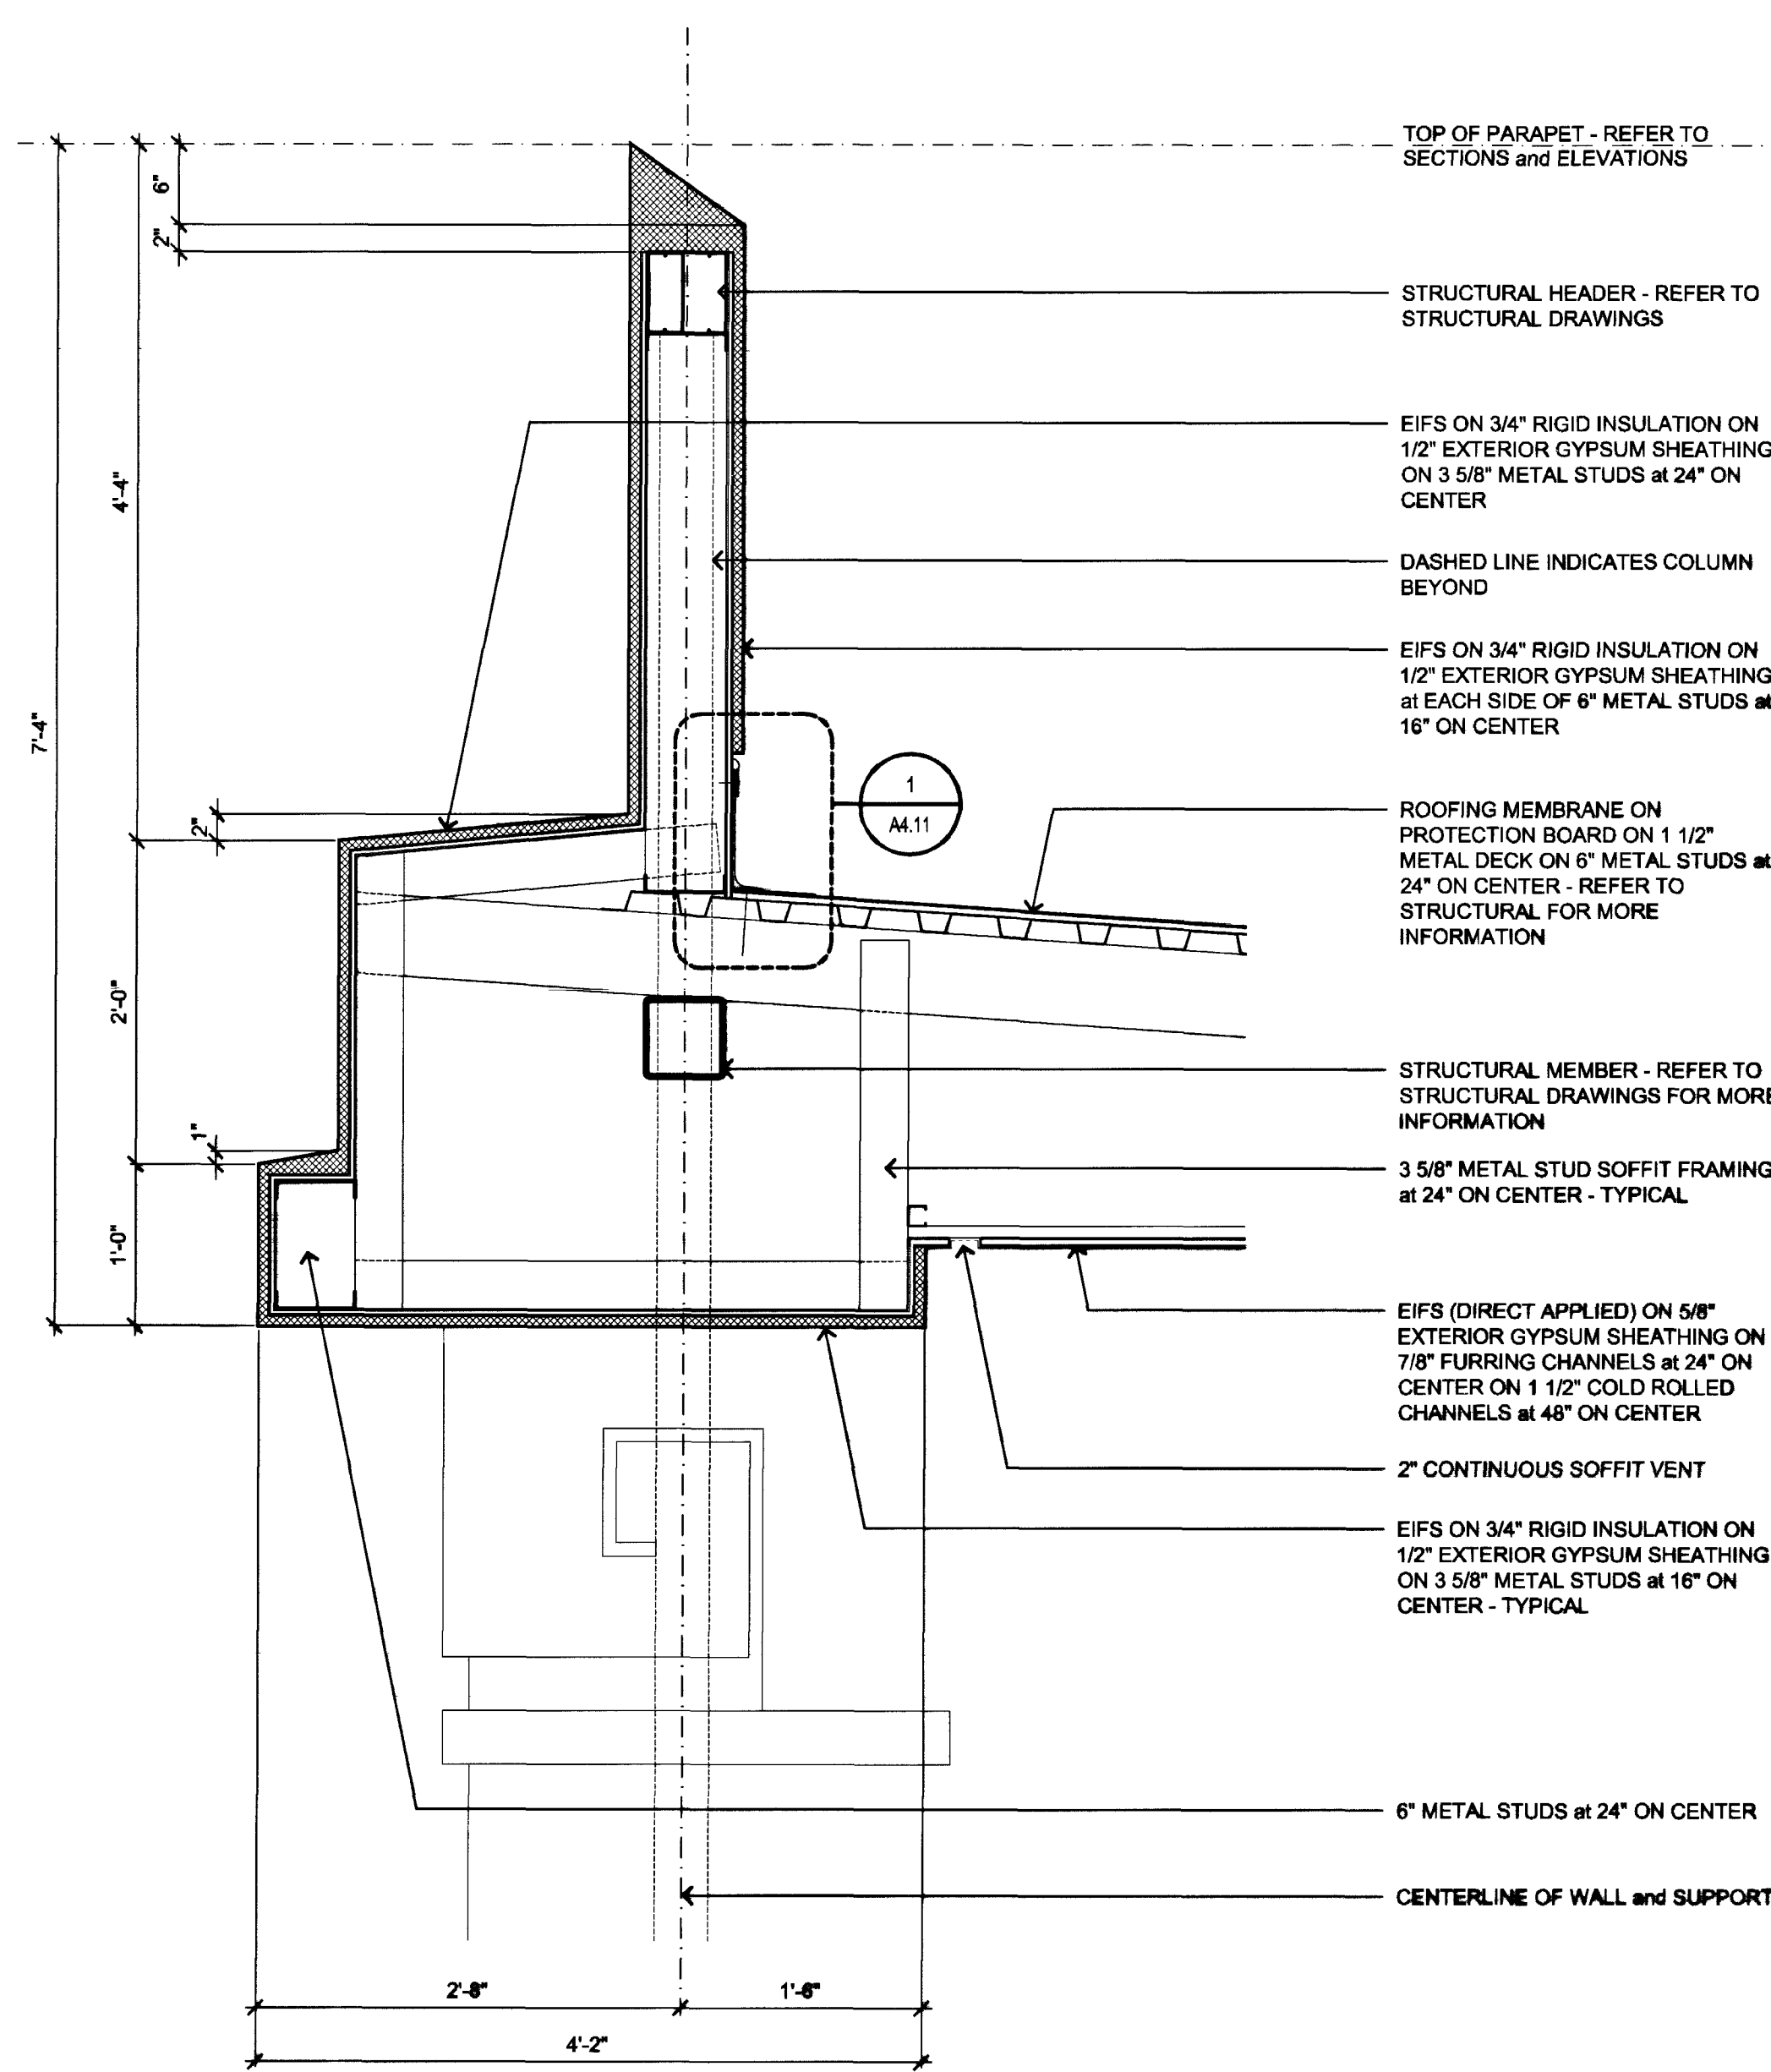 TOP OF PARAPET - REFER TO
SECTIONS and ELEVATIONS
6"
2"
STRUCTURAL HEADER - REFER TO
STRUCTURAL DRAWINGS
EIFS ON 3/4" RIGID INSULATION ON
1/2" EXTERIOR GYPSUM SHEATHING
ON 3 5/8" METAL STUDS at 24" ON
CENTER
4'-4"
DASHED LINE INDICATES COLUMN
BEYOND
EIFS ON 3/4" RIGID INSULATION ON
1/2" EXTERIOR GYPSUM SHEATHING
at EACH SIDE OF 6" METAL STUDS at
16" ON CENTER
7'-4"
1
A4.11
2"
ROOFING MEMBRANE ON
PROTECTION BOARD ON 1 1/2"
METAL DECK ON 6" METAL STUDS at
24" ON CENTER - REFER TO
STRUCTURAL FOR MORE
INFORMATION
2'-0"
STRUCTURAL MEMBER - REFER TO
STRUCTURAL DRAWINGS FOR MORE
INFORMATION
1"
3 5/8" METAL STUD SOFFIT FRAMING
at 24" ON CENTER - TYPICAL
1'-0"
EIFS (DIRECT APPLIED) ON 5/8"
EXTERIOR GYPSUM SHEATHING ON
7/8" FURRING CHANNELS at 24" ON
CENTER ON 1 1/2" COLD ROLLED
CHANNELS at 48" ON CENTER
2" CONTINUOUS SOFFIT VENT
EIFS ON 3/4" RIGID INSULATION ON
1/2" EXTERIOR GYPSUM SHEATHING
ON 3 5/8" METAL STUDS at 16" ON
CENTER - TYPICAL
6" METAL STUDS at 24" ON CENTER
CENTERLINE OF WALL and SUPPORT
2'-8"
1'-6"
4'-2"